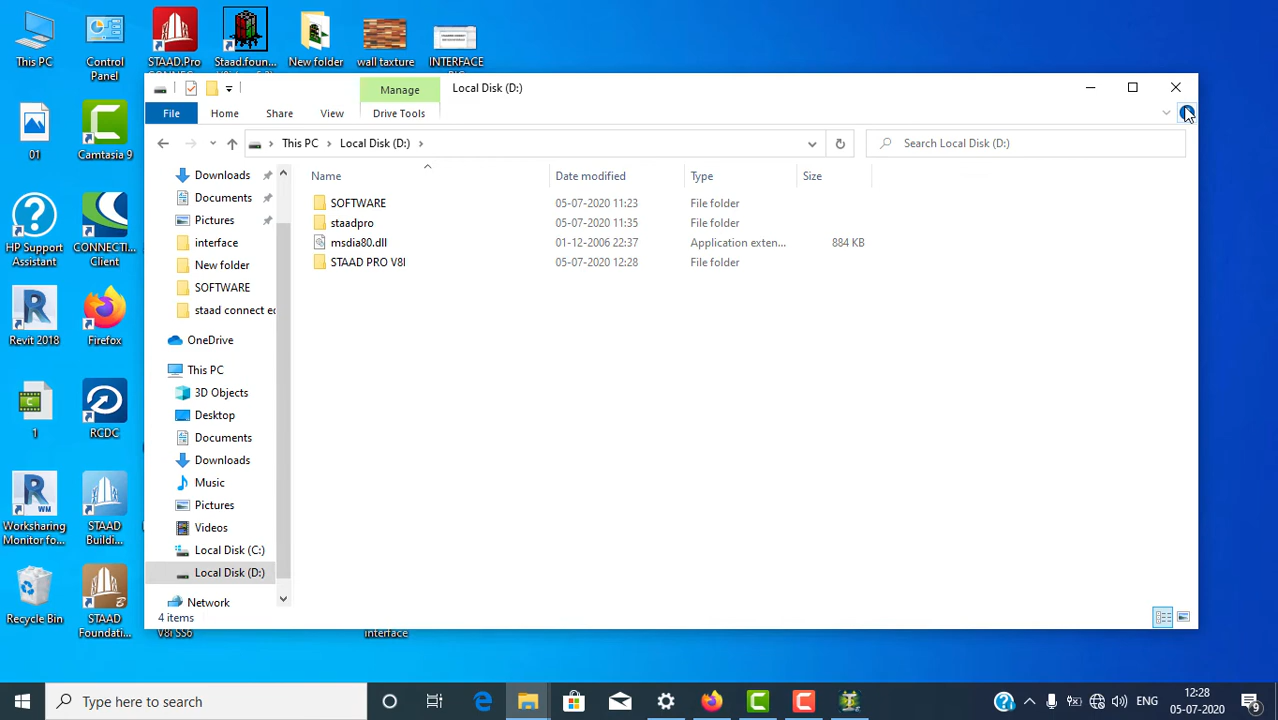 This PC
Control
Panel
STAAD.Pro
Staad.foun...
New folder
wall taxture
INTERFACE
01
Camtasia 9
HP Support
Assistant
CONNECTI...
Client
Revit 2018
Firefox
1
RCDC
Worksharing
Monitor fo...
STAAD
Buildin...
Recycle Bin
STAAD
Foundati...
V8i SS6
interface
Manage
Local Disk (D:)
File
Home
Share
View
Drive Tools
This PC
Local Disk (D:)
Search Local Disk (D:)
Downloads
Documents
Pictures
interface
New folder
SOFTWARE
staad connect ec
OneDrive
This PC
3D Objects
Desktop
Documents
Downloads
Music
Pictures
Videos
Local Disk (C:)
Local Disk (D:)
Network
Name Date modified Type Size
SOFTWARE 05-07-2020 11:23 File folder
staadpro 05-07-2020 11:35 File folder
msdia80.dll 01-12-2006 22:37 Application exten... 884 KB
STAAD PRO V8I 05-07-2020 12:28 File folder
4 items
Type here to search
ENG
12:28
05-07-2020
9